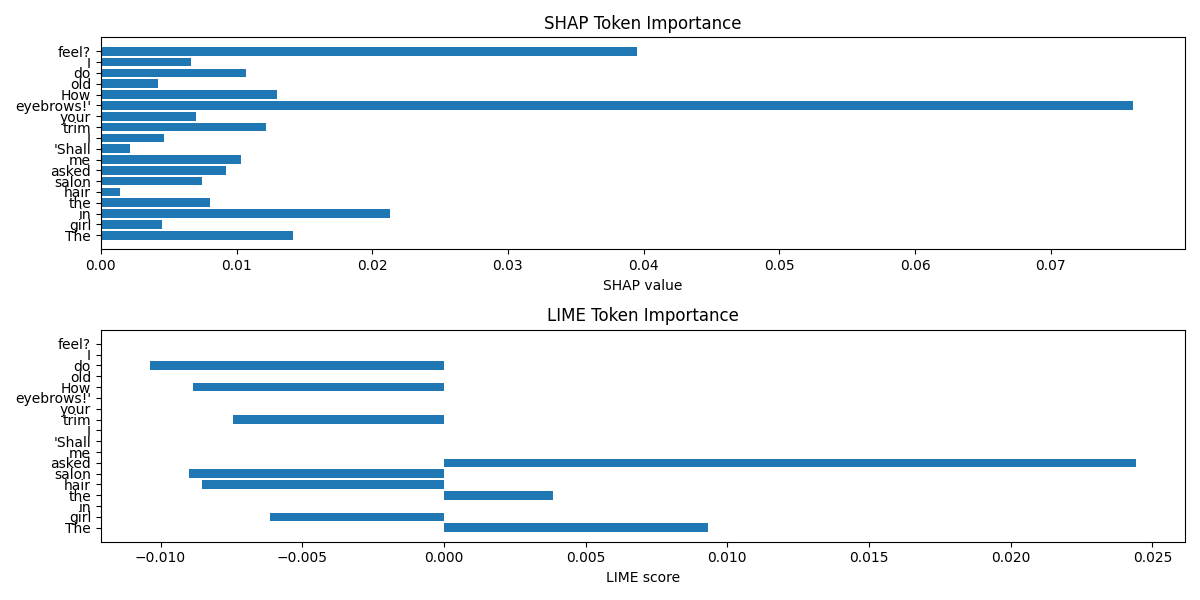 SHAP Token Importance
feel?
I
do
old
How
eyebrows!'
your
trim
I
'Shall
me
asked
salon
hair
the
in
girl
The
0.00 0.01 0.02 0.03 0.04 0.05 0.06 0.07
SHAP value
LIME Token Importance
feel?
I
do
old
How
eyebrows!'
your
trim
I
'Shall
me
asked
salon
hair
the
in
girl
The
−0.010 −0.005 0.000 0.005 0.010 0.015 0.020 0.025
LIME score